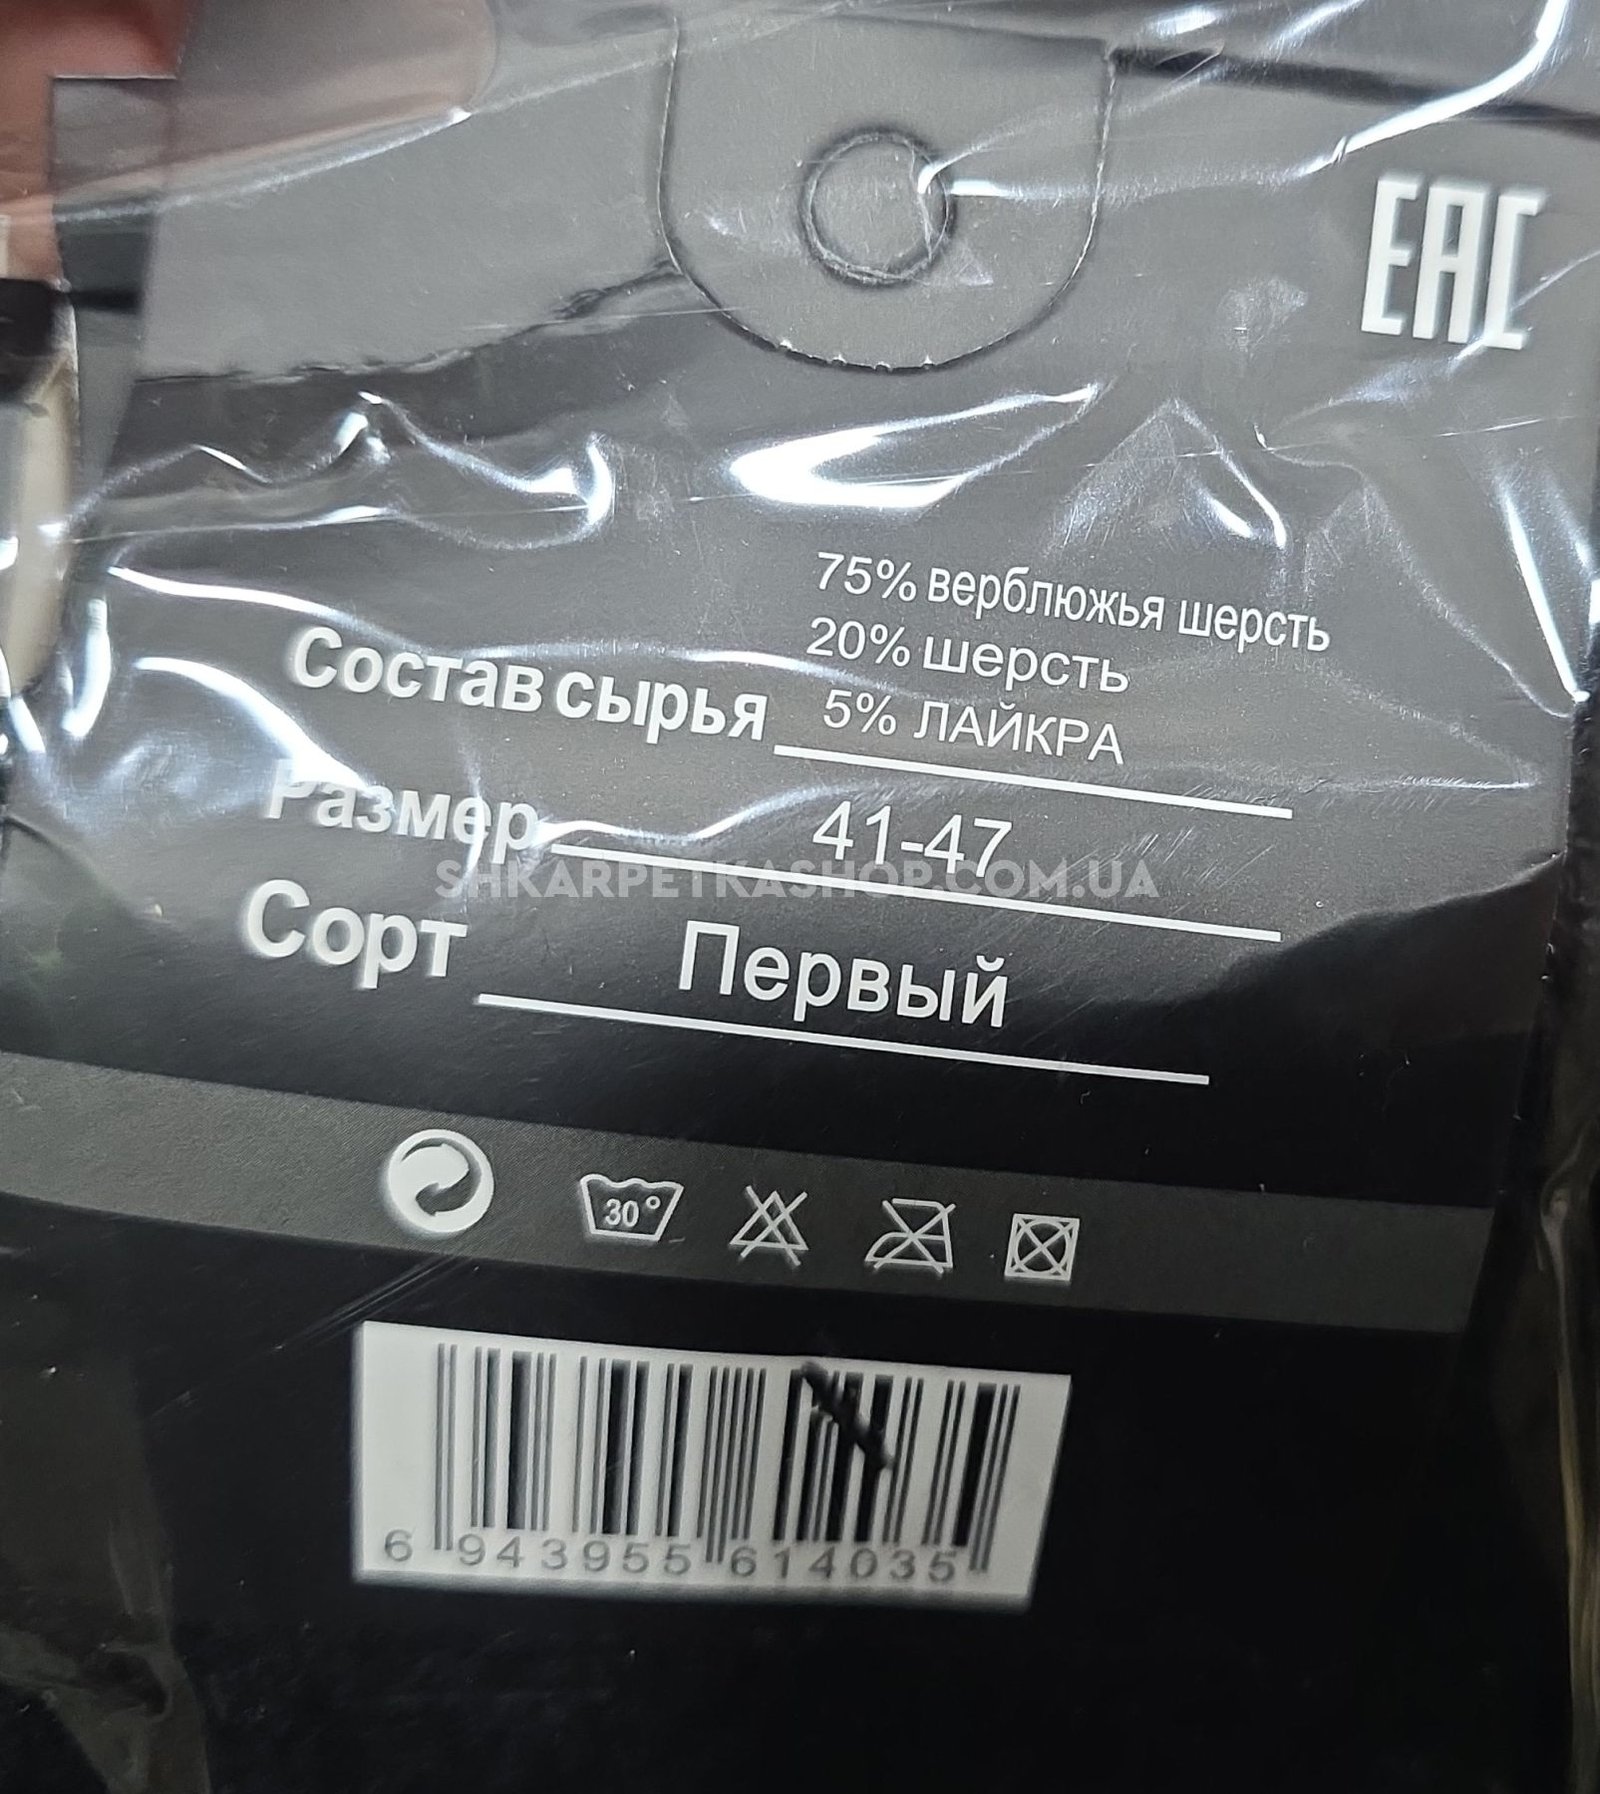 EAC
75% верблюжья шерсть
20% шерсть
Состав сырья 5% ЛАЙКРА
Размер 41-47
SHKARPETKASHOP.COM.UA
Сорт Первый
30°
6 943955 614035